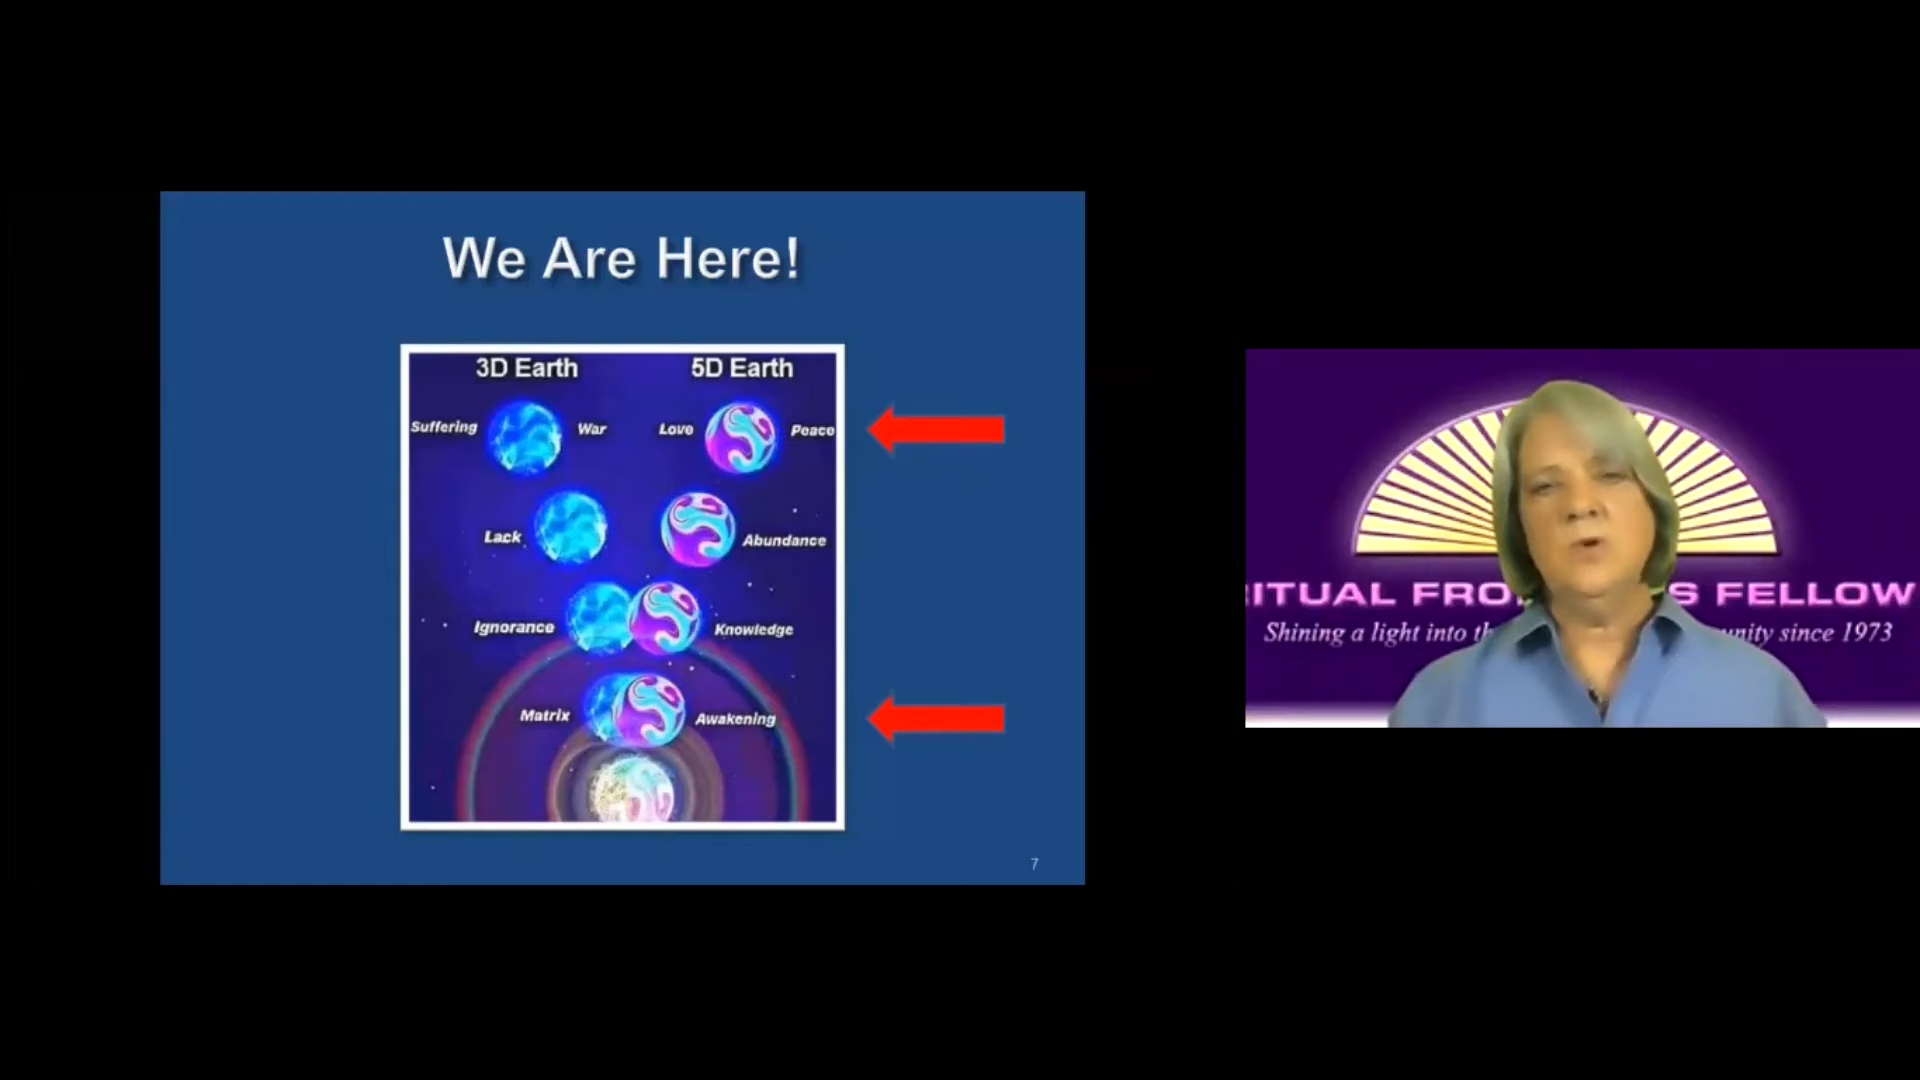 We Are Here!
3D Earth 5D Earth
Suffering War Love Peace
Lack Abundance
Ignorance Knowledge
Matrix Awakening
7
RITUAL FRO S FELLOW
Shining a light into th unity since 1973